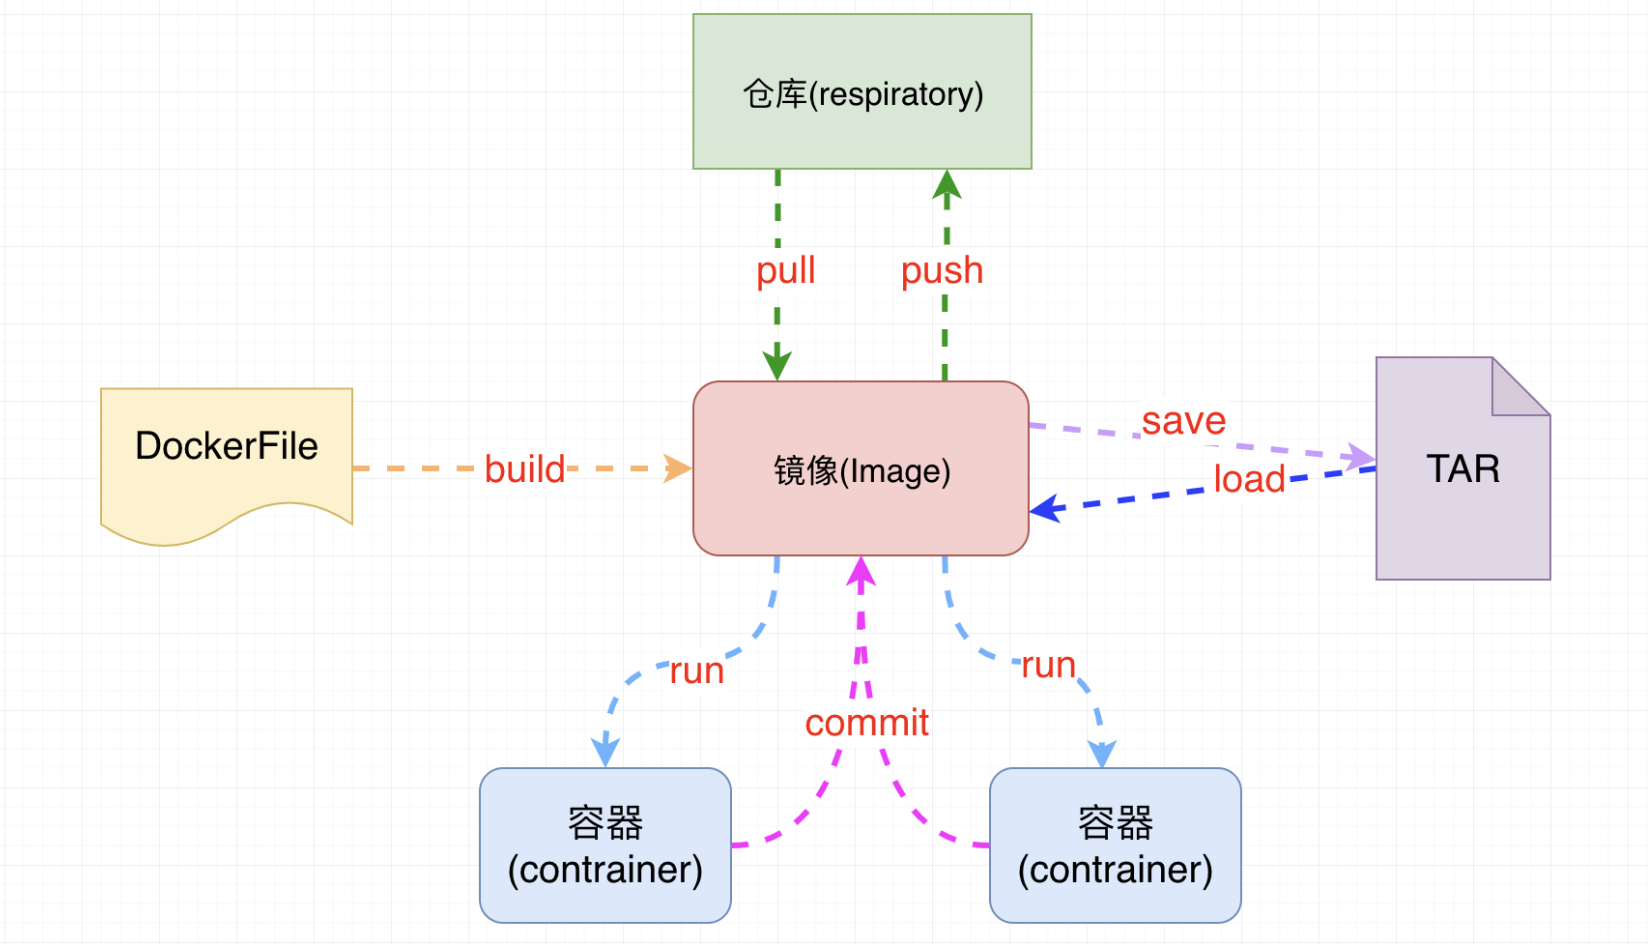 仓库(respiratory)
pull
push
DockerFile
build
镜像(Image)
save
load
TAR
run
run
commit
容器
(contrainer)
容器
(contrainer)